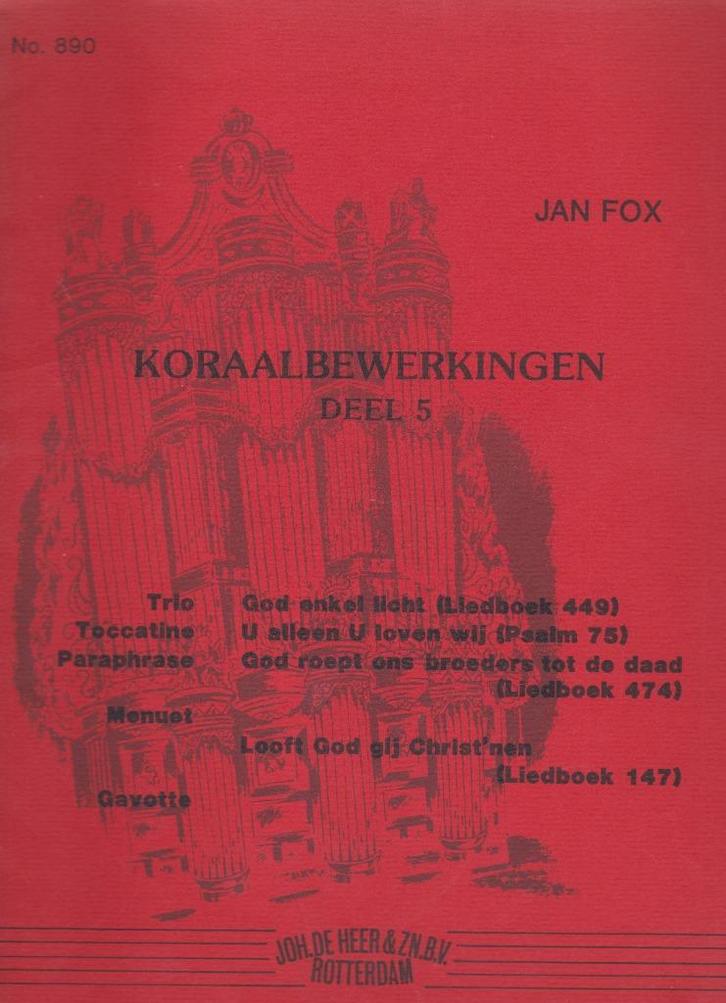 No. 890
JAN FOX
KORAALBEWERKINGEN
DEEL 5
Trio God enkel licht (Liedboek 449)
Toccatine U alleen U loven wij (Psalm 75)
Paraphrase God roept ons broeders tot de daad
(Liedboek 474)
Menuet
Looft God gij Christ'nen
(Liedboek 147)
Gavotte
JOH. DE HEER & ZN. B.V.
ROTTERDAM